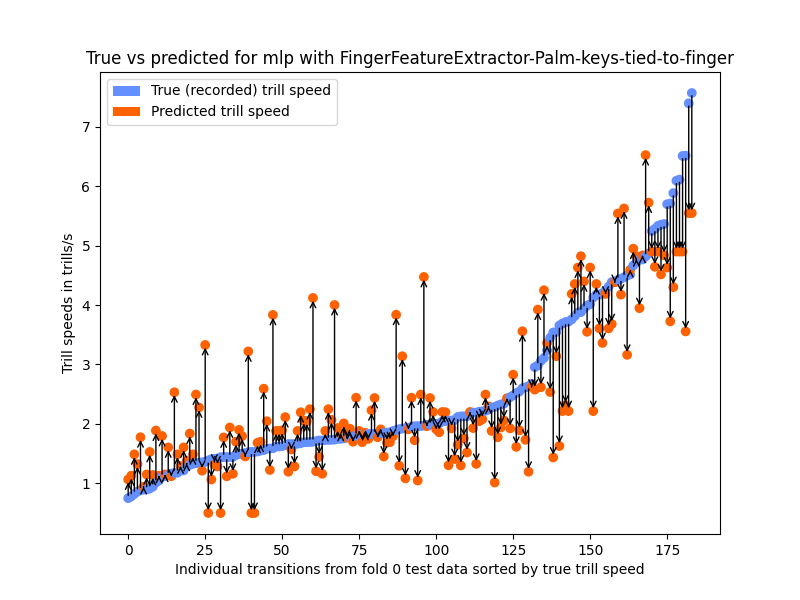 True vs predicted for mlp with FingerFeatureExtractor-Palm-keys-tied-to-finger
True (recorded) trill speed
Predicted trill speed
7
6
5
4
3
2
1
Trill speeds in trills/s
0 25 50 75 100 125 150 175
Individual transitions from fold 0 test data sorted by true trill speed